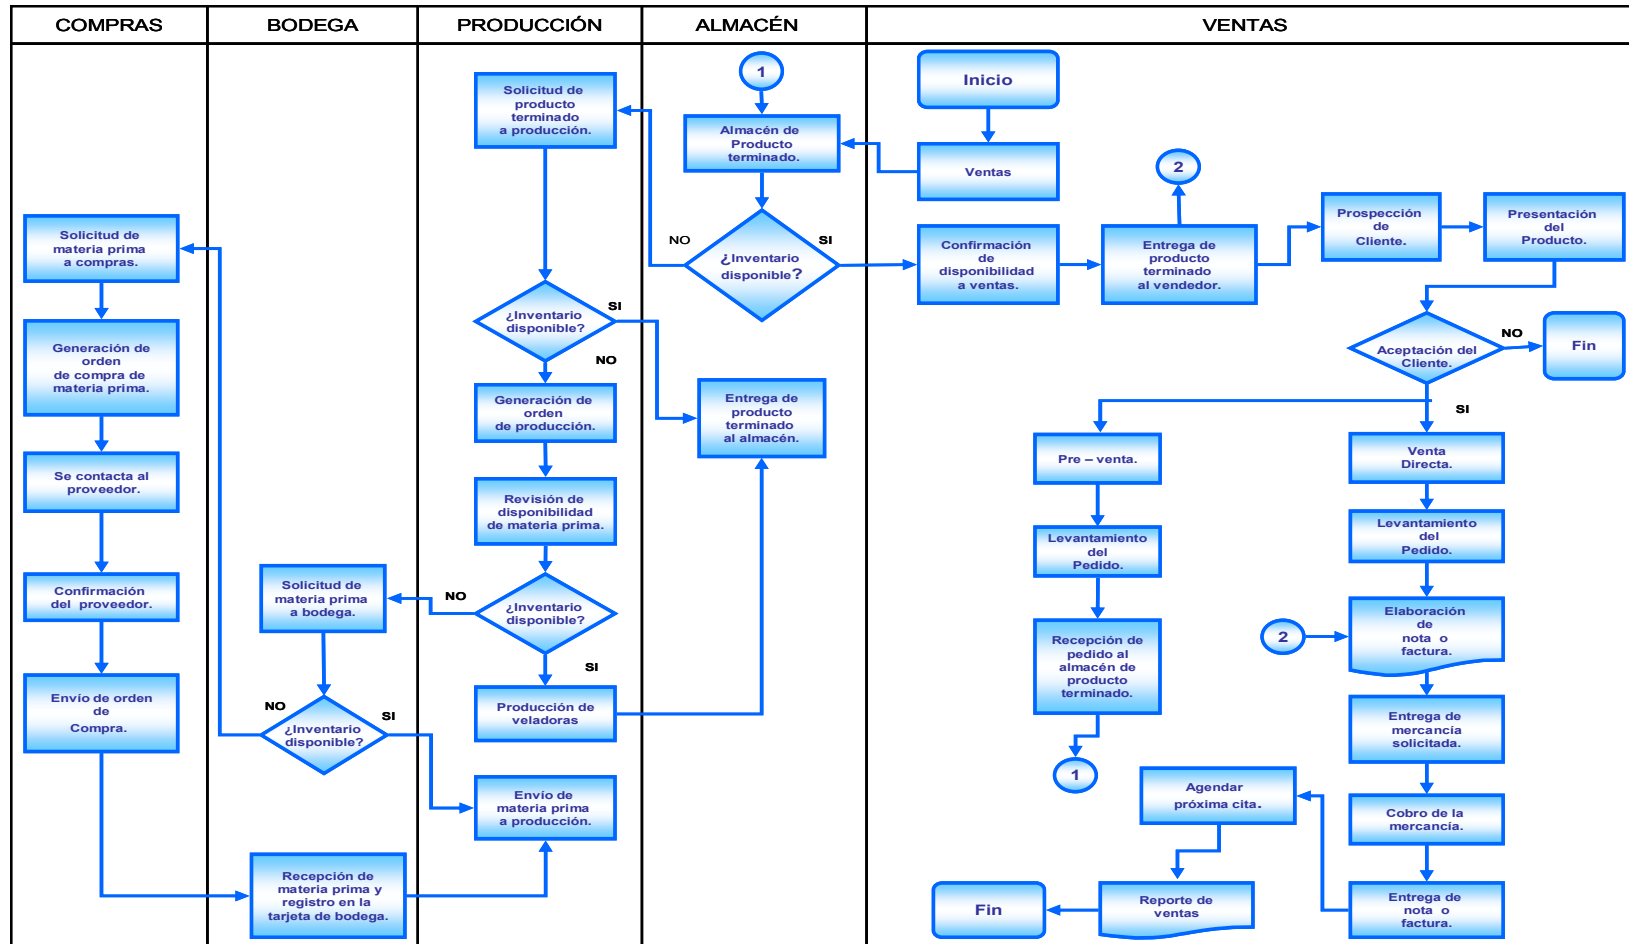 COMPRAS
BODEGA
PRODUCCIÓN
ALMACÉN
VENTAS
Solicitud de
materia prima
a compras.
Generación de
orden
de compra de
materia prima.
Se contacta al
proveedor.
Confirmación
del proveedor.
Envío de orden
de
Compra.
Solicitud de
materia prima
a bodega.
NO
SI
¿Inventario
disponible?
Recepción de
materia prima y
registro en la
tarjeta de bodega.
Solicitud de
producto
terminado
a producción.
SI
¿Inventario
disponible?
NO
Generación de
orden
de producción.
Revisión de
disponibilidad
de materia prima.
NO
¿Inventario
disponible?
SI
Producción de
veladoras
Envío de
materia prima
a producción.
1
Almacén de
Producto
terminado.
NO
SI
¿Inventario
disponible?
Entrega de
producto
terminado
al almacén.
Inicio
Ventas
Confirmación
de
disponibilidad
a ventas.
2
Entrega de
producto
terminado
al vendedor.
Prospección
de
Cliente.
Presentación
del
Producto.
Aceptación del
Cliente.
NO
Fin
SI
Pre – venta.
Levantamiento
del
Pedido.
Recepción de
pedido al
almacén de
producto
terminado.
1
Venta
Directa.
Levantamiento
del
Pedido.
2
Elaboración
de
nota o
factura.
Entrega de
mercancía
solicitada.
Cobro de la
mercancía.
Entrega de
nota o
factura.
Agendar
próxima cita.
Reporte de
ventas
Fin